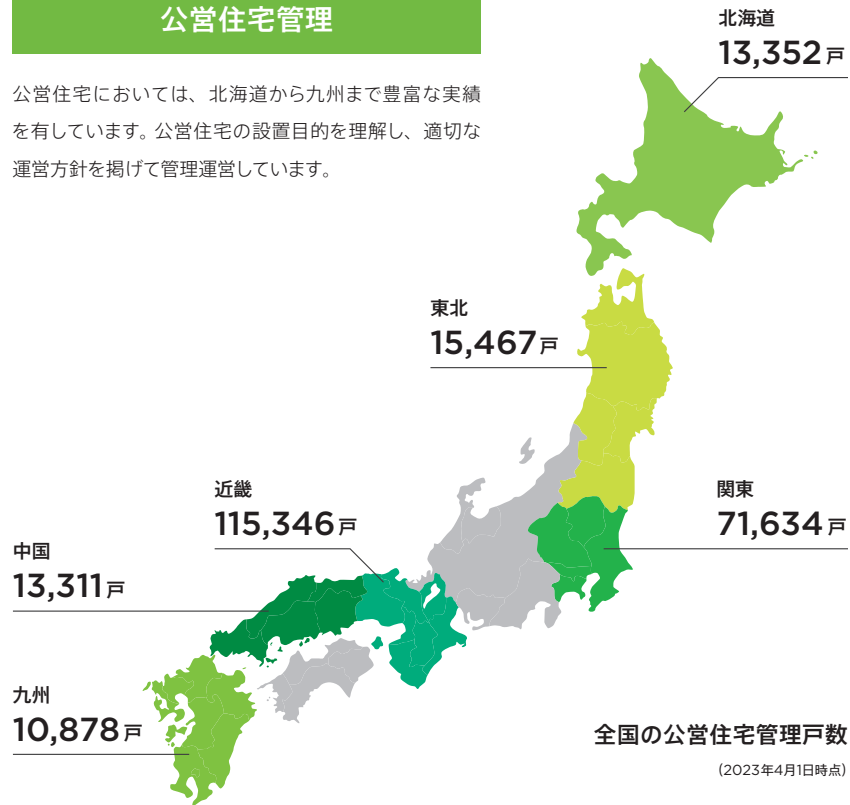 公営住宅管理
公営住宅においては、北海道から九州まで豊富な実績
を有しています。公営住宅の設置目的を理解し、適切な
運営方針を掲げて管理運営しています。
北海道
13,352戸
東北
15,467戸
近畿
115,346戸
関東
71,634戸
中国
13,311戸
九州
10,878戸
全国の公営住宅管理戸数
(2023年4月1日時点)